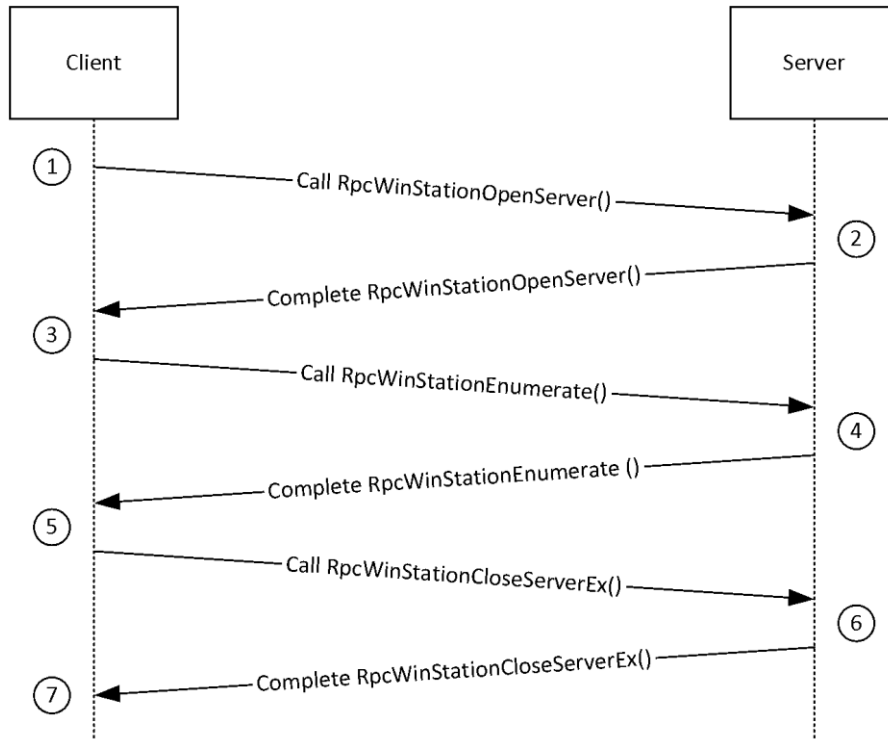 Client
Server
1
Call RpcWinStationOpenServer()
2
Complete RpcWinStationOpenServer()
3
Call RpcWinStationEnumerate()
4
Complete RpcWinStationEnumerate ()
5
Call RpcWinStationCloseServerEx()
6
Complete RpcWinStationCloseServerEx()
7